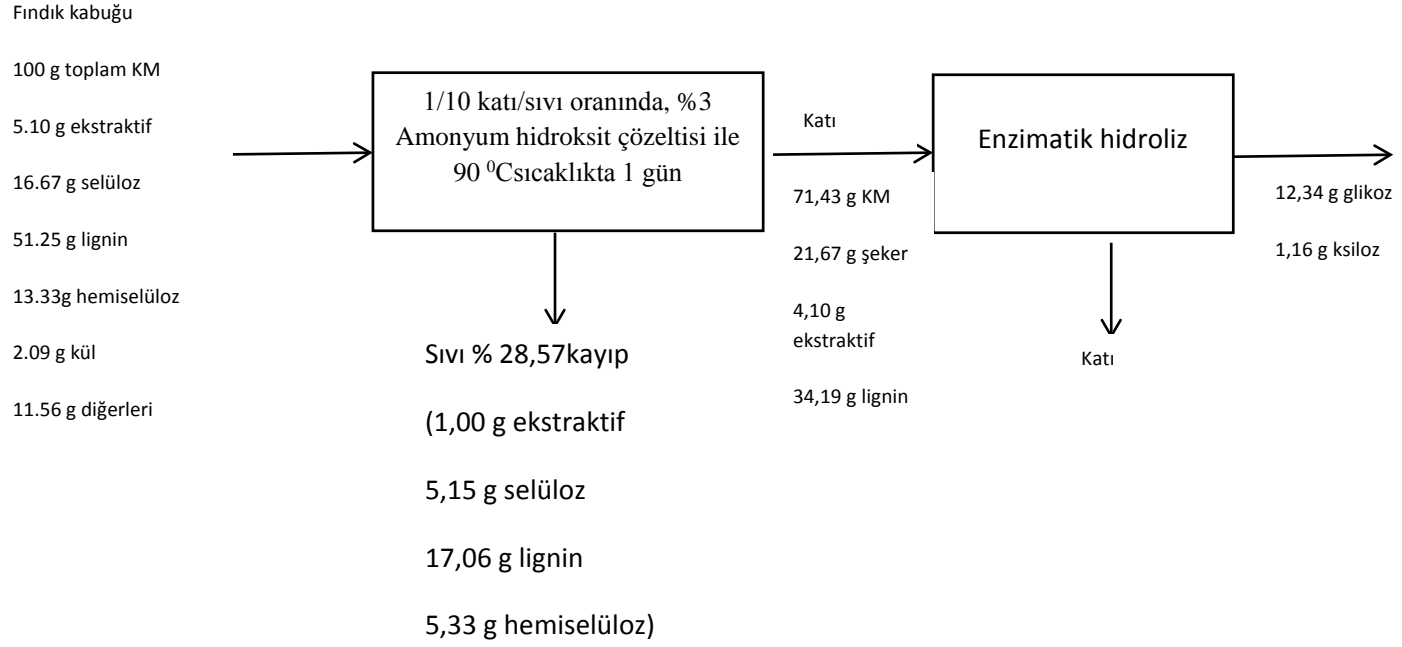 Fındık kabuğu
100 g toplam KM
5.10 g ekstraktif
16.67 g selüloz
51.25 g lignin
13.33g hemiselüloz
2.09 g kül
11.56 g diğerleri
1/10 katı/sıvı oranında, %3
Amonyum hidroksit çözeltisi ile
90 ⁰Csıcaklıkta 1 gün
Sıvı % 28,57kayıp
(1,00 g ekstraktif
5,15 g selüloz
17,06 g lignin
5,33 g hemiselüloz)
Katı
71,43 g KM
21,67 g şeker
4,10 g
ekstraktif
34,19 g lignin
Enzimatik hidroliz
Katı
12,34 g glikoz
1,16 g ksiloz